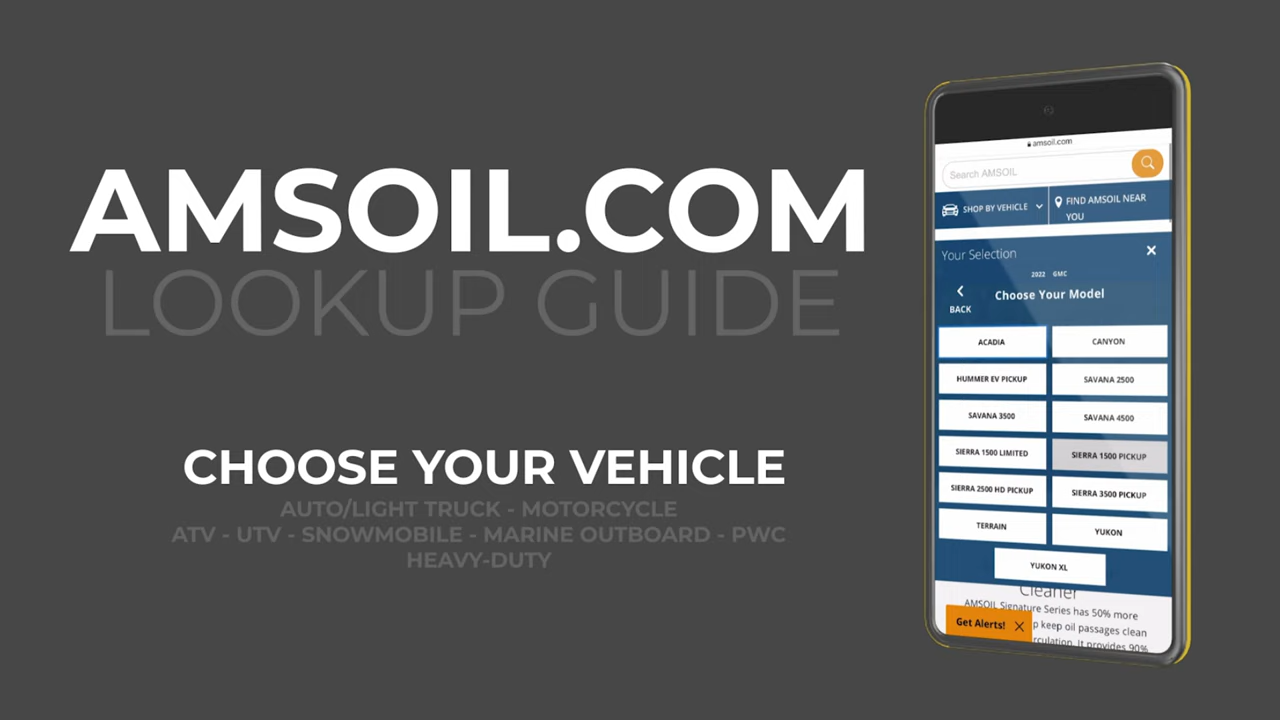 AMSOIL.COM
LOOKUP GUIDE
CHOOSE YOUR VEHICLE
AUTO/LIGHT TRUCK - MOTORCYCLE
ATV - UTV - SNOWMOBILE - MARINE OUTBOARD - PWC
HEAVY-DUTY
amsoil.com
Search AMSOIL
SHOP BY VEHICLE
FIND AMSOIL NEAR
YOU
Your Selection
2022 GMC
Choose Your Model
BACK
ACADIA
CANYON
HUMMER EV PICKUP
SAVANA 2500
SAVANA 3500
SAVANA 4500
SIERRA 1500 LIMITED
SIERRA 1500 PICKUP
SIERRA 2500 HD PICKUP
SIERRA 3500 PICKUP
TERRAIN
YUKON
YUKON XL
Cleaner
AMSOIL Signature Series has 50% more
keep oil passages clean
It provides 90%
Get Alerts!